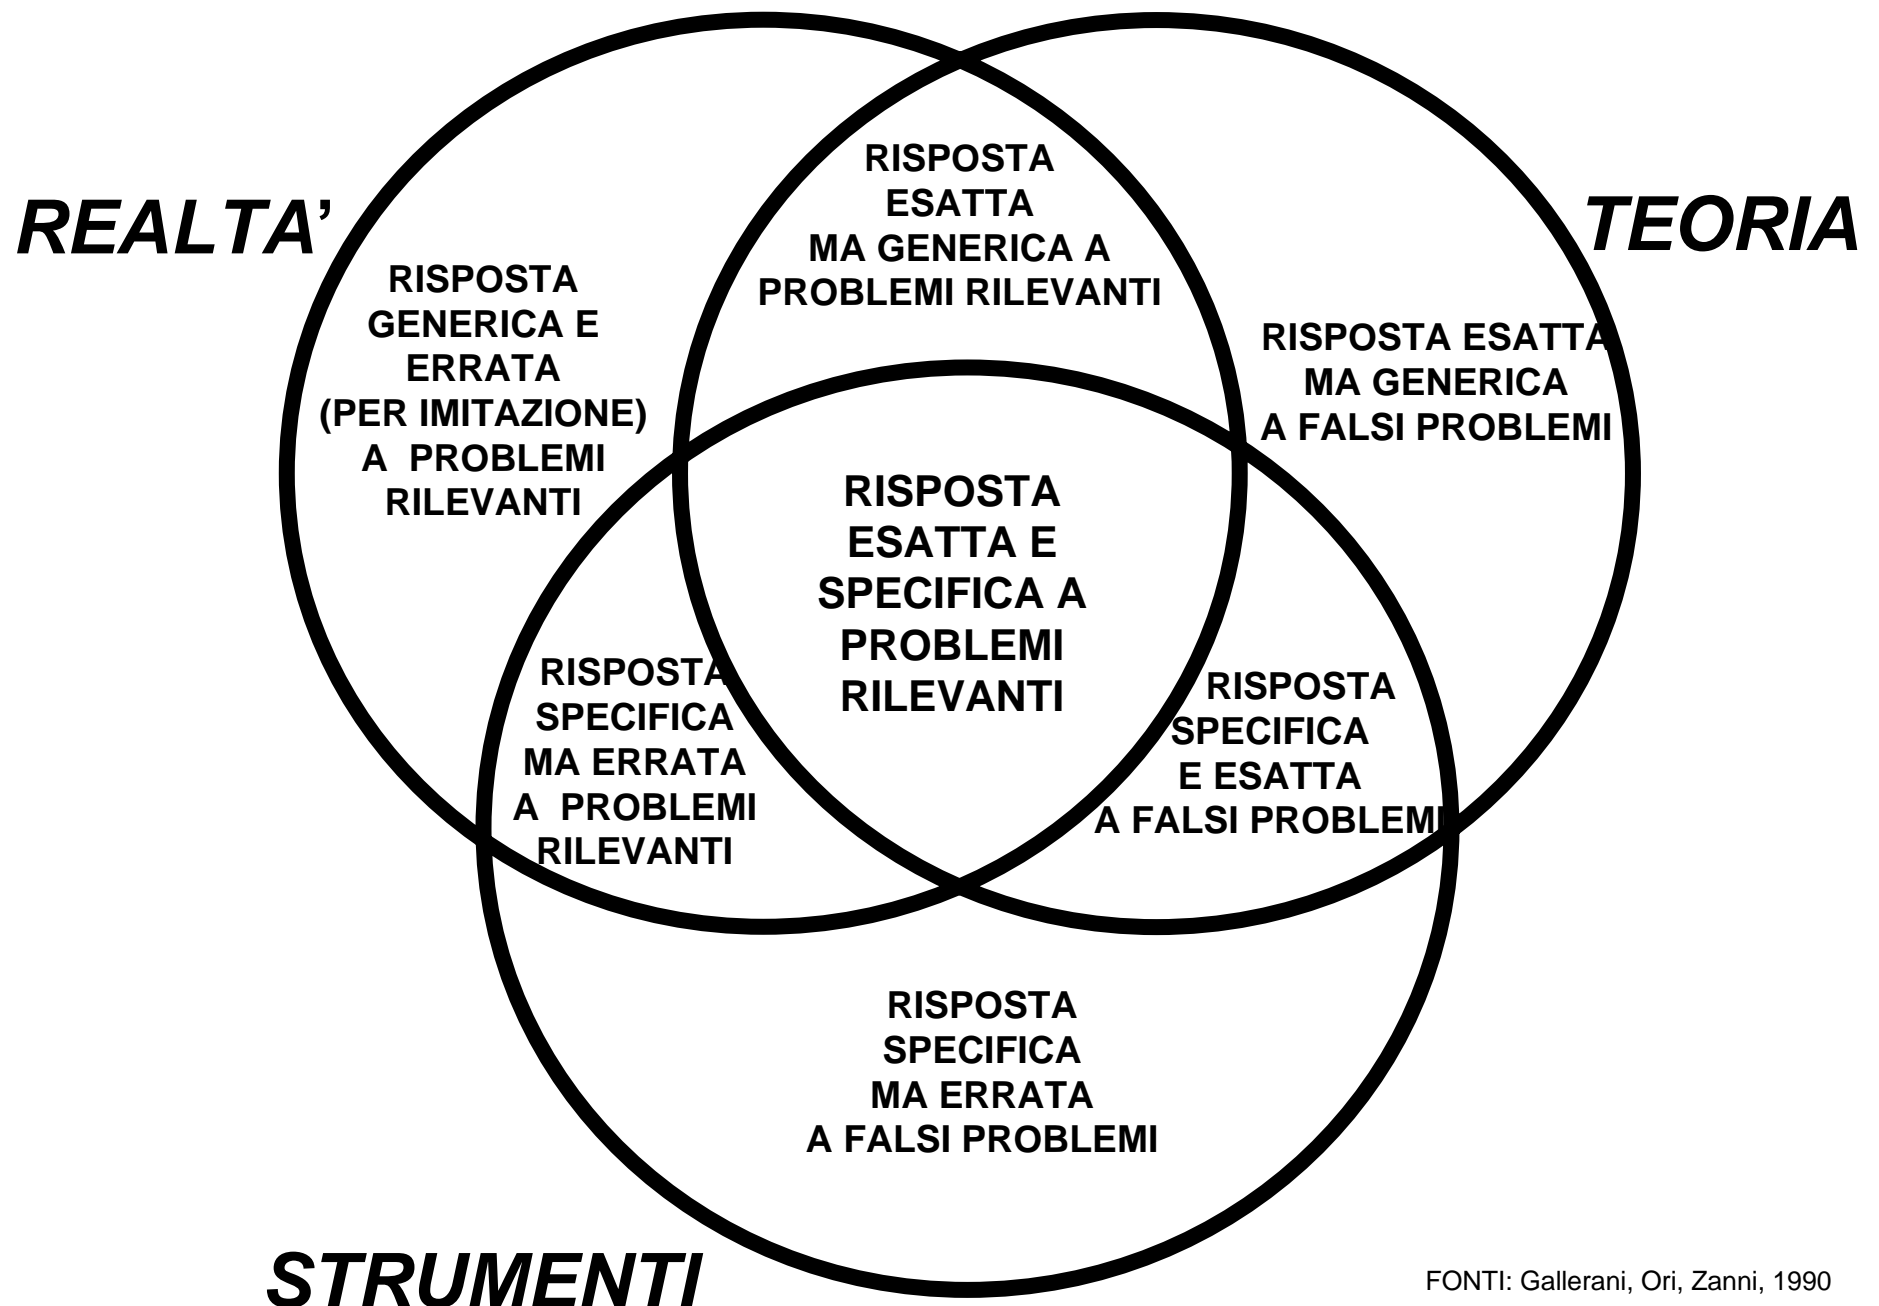 REALTA’
TEORIA
RISPOSTA
ESATTA
MA GENERICA A
PROBLEMI RILEVANTI
RISPOSTA
GENERICA E
ERRATA
(PER IMITAZIONE)
A PROBLEMI
RILEVANTI
RISPOSTA ESATTA
MA GENERICA
A FALSI PROBLEMI
RISPOSTA
ESATTA E
SPECIFICA A
PROBLEMI
RILEVANTI
RISPOSTA
SPECIFICA
MA ERRATA
A PROBLEMI
RILEVANTI
RISPOSTA
SPECIFICA
E ESATTA
A FALSI PROBLEMI
RISPOSTA
SPECIFICA
MA ERRATA
A FALSI PROBLEMI
STRUMENTI
FONTI: Gallerani, Ori, Zanni, 1990